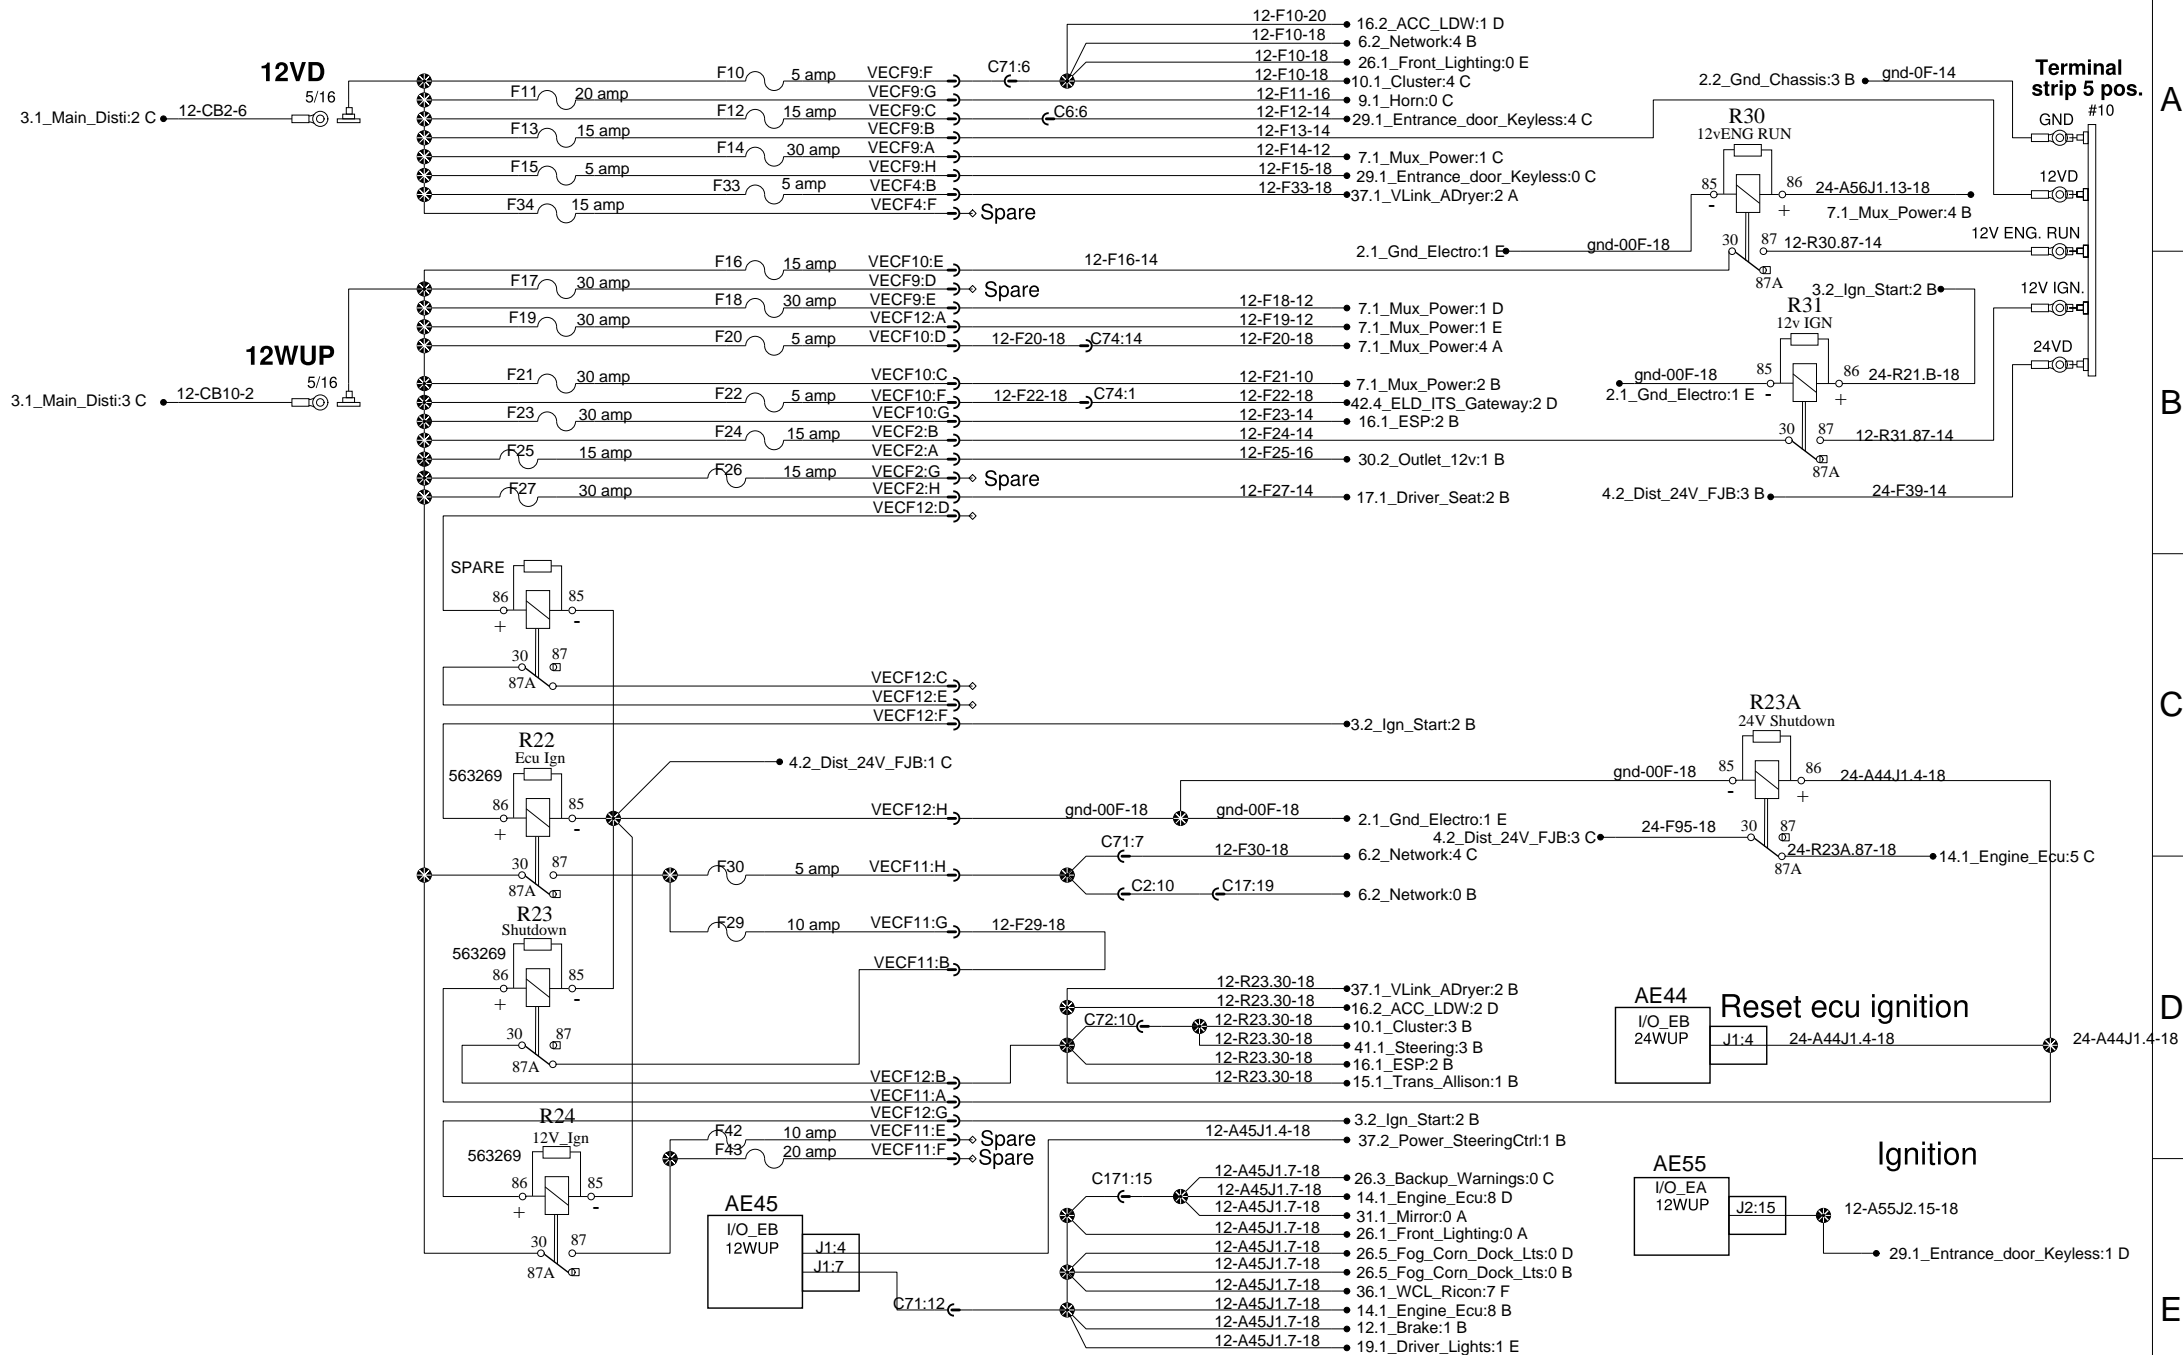 12-F10-20
16.2_ACC_LDW:1 D
12-F10-18
6.2_Network:4 B
12-F10-18
26.1_Front_Lighting:0 E
12VD
5/16
3.1_Main_Disti:2 C
12-CB2-6
F10
5 amp
VECF9:F
C71:6
12-F10-18
10.1_Cluster:4 C
F11
20 amp
VECF9:G
12-F11-16
9.1_Horn:0 C
F12
15 amp
VECF9:C
C6:6
12-F12-14
29.1_Entrance_door_Keyless:4 C
F13
15 amp
VECF9:B
12-F13-14
F14
30 amp
VECF9:A
12-F14-12
7.1_Mux_Power:1 C
F15
5 amp
VECF9:H
12-F15-18
29.1_Entrance_door_Keyless:0 C
F33
5 amp
VECF4:B
12-F33-18
37.1_VLink_ADryer:2 A
F34
15 amp
VECF4:F
Spare
2.2_Gnd_Chassis:3 B
gnd-0F-14
Terminal
strip 5 pos.
#10
GND
12VD
12V ENG. RUN
12V IGN.
24VD
A
R30
12vENG RUN
85
-
86
+
24-A56J1.13-18
7.1_Mux_Power:4 B
2.1_Gnd_Electro:1 E
gnd-00F-18
30
87
12-R30.87-14
87A
F16
15 amp
VECF10:E
12-F16-14
F17
30 amp
VECF9:D
Spare
F18
30 amp
VECF9:E
12-F18-12
7.1_Mux_Power:1 D
F19
30 amp
VECF12:A
12-F19-12
7.1_Mux_Power:1 E
F20
5 amp
VECF10:D
12-F20-18
C74:14
12-F20-18
7.1_Mux_Power:4 A
12WUP
5/16
3.1_Main_Disti:3 C
12-CB10-2
F21
30 amp
VECF10:C
12-F21-10
7.1_Mux_Power:2 B
F22
5 amp
VECF10:F
12-F22-18
C74:1
12-F22-18
42.4_ELD_ITS_Gateway:2 D
F23
30 amp
VECF10:G
12-F23-14
16.1_ESP:2 B
F24
15 amp
VECF2:B
12-F24-14
F25
15 amp
VECF2:A
12-F25-16
30.2_Outlet_12v:1 B
F26
15 amp
VECF2:G
Spare
F27
30 amp
VECF2:H
12-F27-14
17.1_Driver_Seat:2 B
VECF12:D
3.2_Ign_Start:2 B
R31
12v IGN
gnd-00F-18
2.1_Gnd_Electro:1 E
85
-
86
+
24-R21.B-18
30
87
12-R31.87-14
87A
4.2_Dist_24V_FJB:3 B
24-F39-14
B
SPARE
86
+
85
-
30
87
87A
VECF12:C
VECF12:E
VECF12:F
3.2_Ign_Start:2 B
R22
Ecu Ign
563269
86
+
85
-
4.2_Dist_24V_FJB:1 C
VECF12:H
gnd-00F-18
gnd-00F-18
2.1_Gnd_Electro:1 E
30
87
87A
F30
5 amp
VECF11:H
C71:7
12-F30-18
6.2_Network:4 C
C2:10
C17:19
6.2_Network:0 B
R23A
24V Shutdown
gnd-00F-18
85
-
86
+
24-A44J1.4-18
4.2_Dist_24V_FJB:3 C
24-F95-18
30
87
24-R23A.87-18
87A
14.1_Engine_Ecu:5 C
C
F29
10 amp
VECF11:G
12-F29-18
VECF11:B
R23
Shutdown
563269
86
+
85
-
30
87
87A
12-R23.30-18
37.1_VLink_ADryer:2 B
12-R23.30-18
16.2_ACC_LDW:2 D
C72:10
12-R23.30-18
10.1_Cluster:3 B
12-R23.30-18
41.1_Steering:3 B
12-R23.30-18
16.1_ESP:2 B
12-R23.30-18
15.1_Trans_Allison:1 B
VECF12:B
VECF11:A
VECF12:G
3.2_Ign_Start:2 B
AE44
Reset ecu ignition
I/O_EB
24WUP
J1:4
24-A44J1.4-18
24-A44J1.4-18
D
R24
12V_Ign
563269
86
+
85
-
30
87
87A
F42
10 amp
VECF11:E
Spare
F43
20 amp
VECF11:F
Spare
12-A45J1.4-18
37.2_Power_SteeringCtrl:1 B
AE45
I/O_EB
12WUP
J1:4
J1:7
C71:12
C171:15
12-A45J1.7-18
26.3_Backup_Warnings:0 C
12-A45J1.7-18
14.1_Engine_Ecu:8 D
12-A45J1.7-18
31.1_Mirror:0 A
12-A45J1.7-18
26.1_Front_Lighting:0 A
12-A45J1.7-18
26.5_Fog_Corn_Dock_Lts:0 D
12-A45J1.7-18
26.5_Fog_Corn_Dock_Lts:0 B
12-A45J1.7-18
36.1_WCL_Ricon:7 F
12-A45J1.7-18
14.1_Engine_Ecu:8 B
12-A45J1.7-18
12.1_Brake:1 B
12-A45J1.7-18
19.1_Driver_Lights:1 E
Ignition
AE55
I/O_EA
12WUP
J2:15
12-A55J2.15-18
29.1_Entrance_door_Keyless:1 D
E